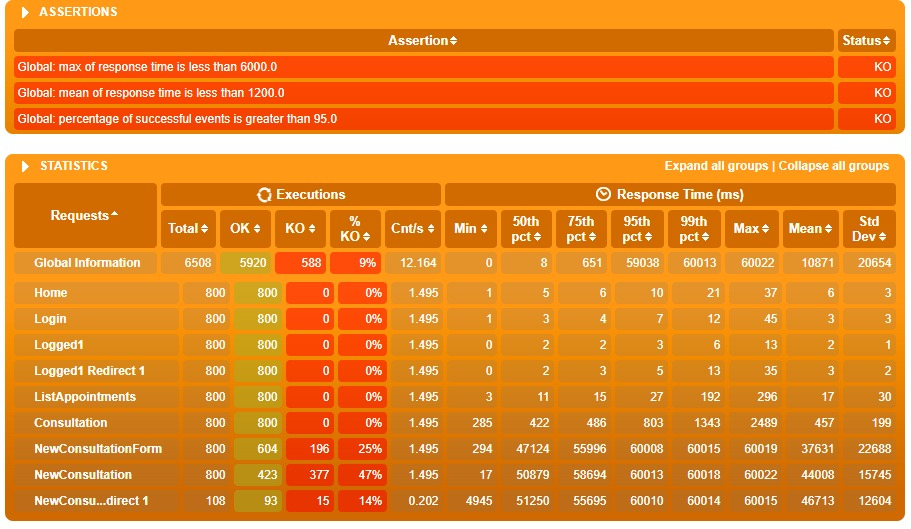 ASSERTIONS
Assertion Status
Global: max of response time is less than 6000.0 KO
Global: mean of response time is less than 1200.0 KO
Global: percentage of successful events is greater than 95.0 KO
STATISTICS Expand all groups | Collapse all groups
Requests Executions Response Time (ms)
Total OK KO % KO Cnt/s Min 50th pct 75th pct 95th pct 99th pct Max Mean Std Dev
Global Information 6508 5920 588 9% 12.164 0 8 651 59038 60013 60022 10871 20654
Home 800 800 0 0% 1.495 1 5 6 10 21 37 6 3
Login 800 800 0 0% 1.495 1 3 4 7 12 45 3 3
Logged1 800 800 0 0% 1.495 0 2 2 3 6 13 2 1
Logged1 Redirect 1 800 800 0 0% 1.495 0 2 3 5 13 35 3 2
ListAppointments 800 800 0 0% 1.495 3 11 15 27 192 296 17 30
Consultation 800 800 0 0% 1.495 285 422 486 803 1343 2489 457 199
NewConsultationForm 800 604 196 25% 1.495 294 47124 55996 60008 60015 60019 37631 22688
NewConsultation 800 423 377 47% 1.495 17 50879 58694 60013 60018 60022 44008 15745
NewConsu...direct 1 108 93 15 14% 0.202 4945 51250 55695 60010 60014 60015 46713 12604